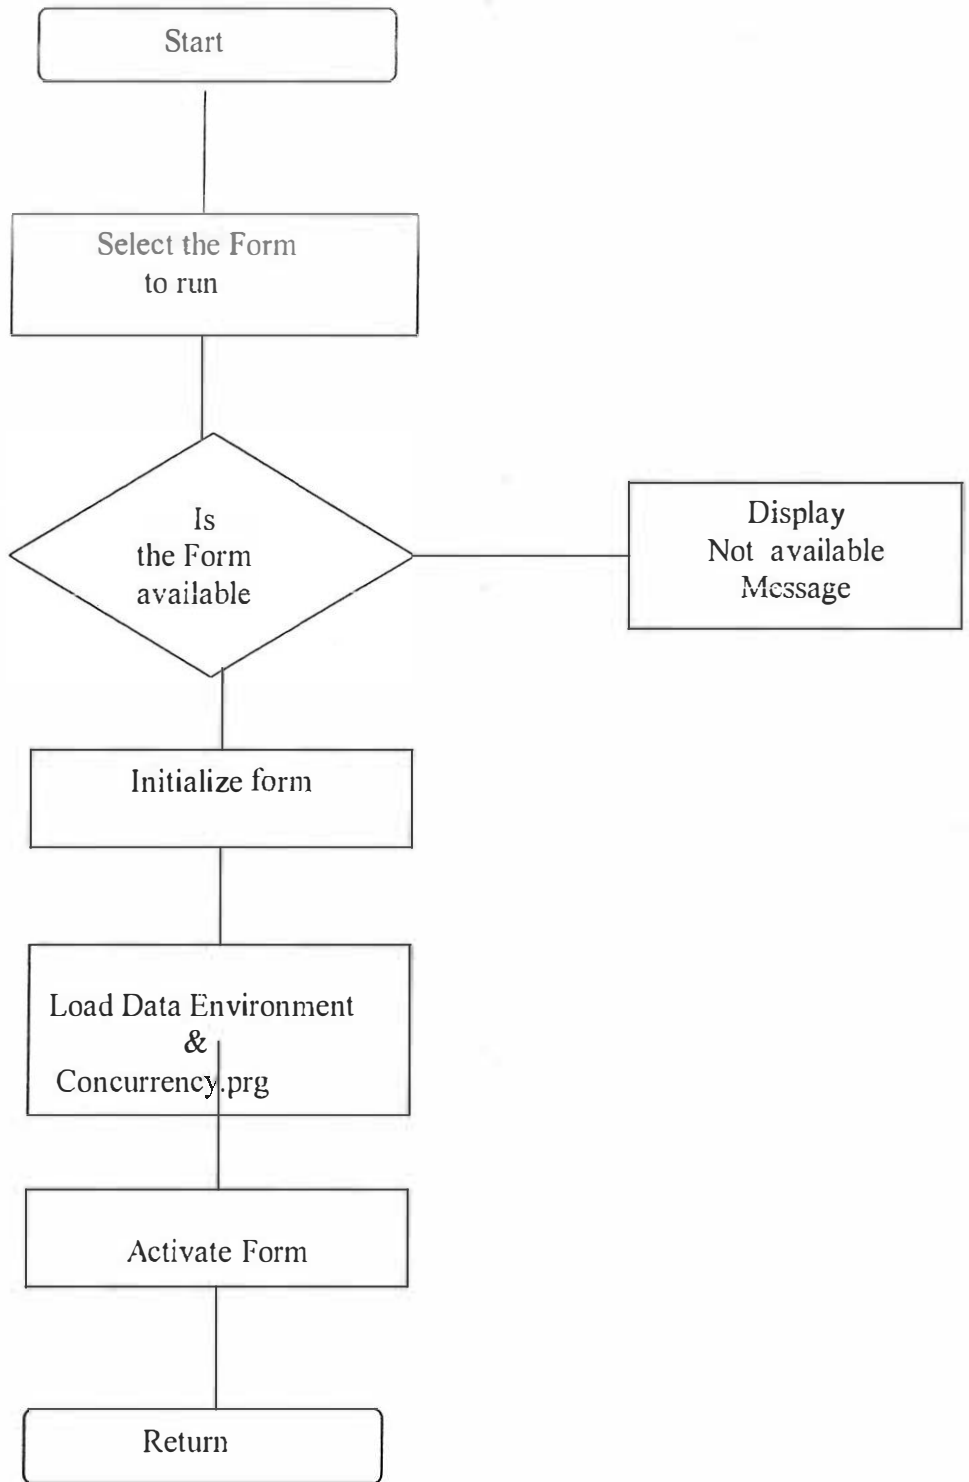 Start
Select the Form
to run
Is
the Form
available
Display
Not available
Message
Initialize form
Load Data Environment
&
Concurrency.prg
Activate Form
Return